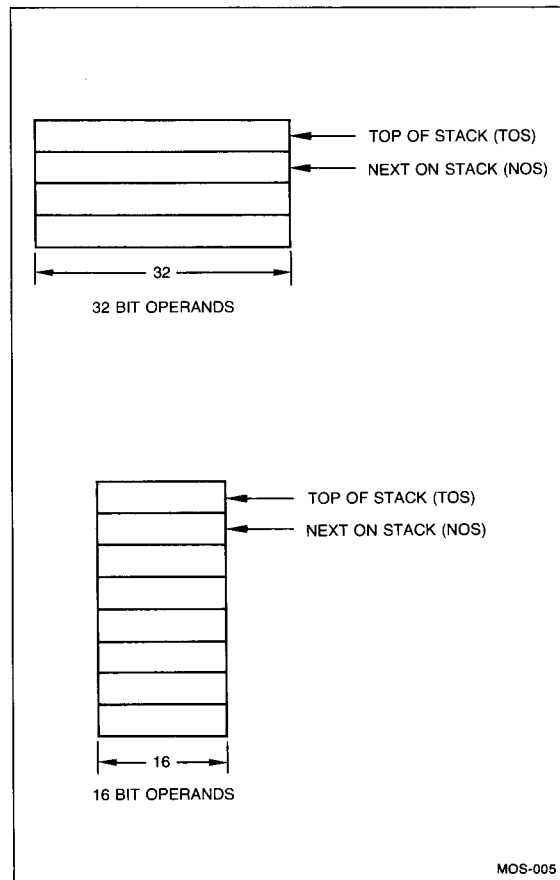 TOP OF STACK (TOS)
NEXT ON STACK (NOS)
32
32 BIT OPERANDS
TOP OF STACK (TOS)
NEXT ON STACK (NOS)
16
16 BIT OPERANDS
MOS-005